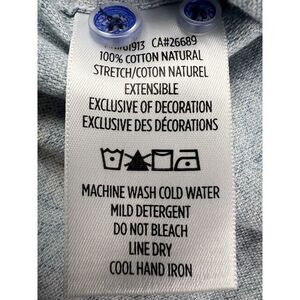 CA#26689
100% COTTON NATURAL
STRETCH/COTON NATUREL
EXTENSIBLE
EXCLUSIVE OF DECORATION
EXCLUSIVE DES DÉCORATIONS
MACHINE WASH COLD WATER
MILD DETERGENT
DO NOT BLEACH
LINE DRY
COOL HAND IRON